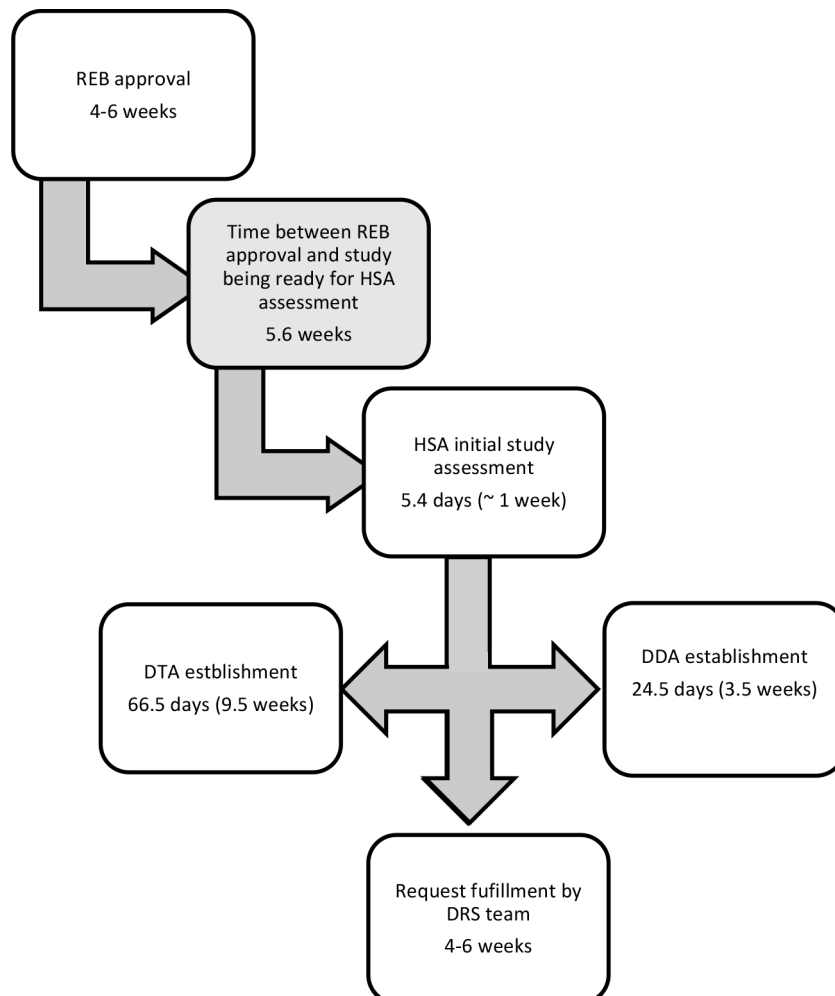 REB approval
4-6 weeks
Time between REB
approval and study
being ready for HSA
assessment
5.6 weeks
HSA initial study
assessment
5.4 days (~ 1 week)
DTA estblishment
66.5 days (9.5 weeks)
DDA establishment
24.5 days (3.5 weeks)
Request fufillment by
DRS team
4-6 weeks